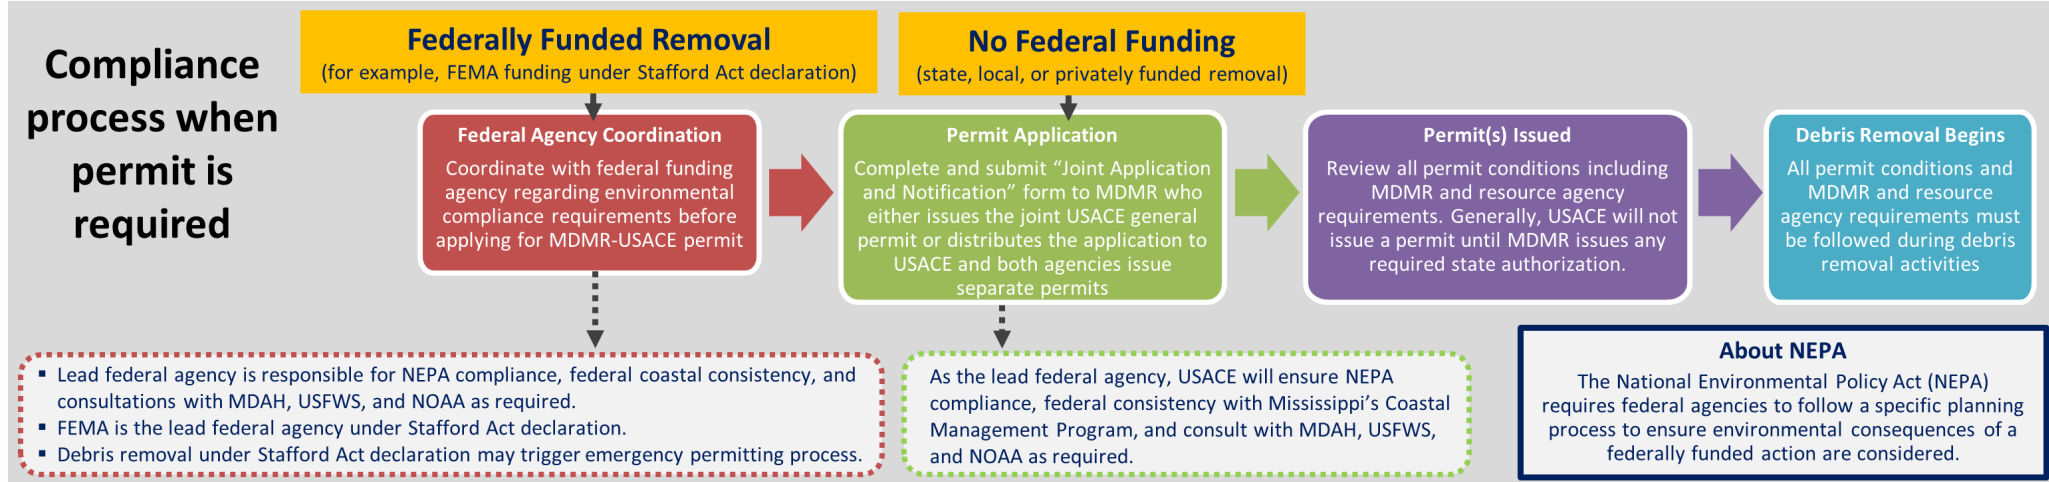 Compliance
process when
permit is
required
Federally Funded Removal
(for example, FEMA funding under Stafford Act declaration)
No Federal Funding
(state, local, or privately funded removal)
Federal Agency Coordination
Coordinate with federal funding
agency regarding environmental
compliance requirements before
applying for MDMR-USACE permit
Permit Application
Complete and submit “Joint Application
and Notification” form to MDMR who
either issues the joint USACE general
permit or distributes the application to
USACE and both agencies issue
separate permits
Permit(s) Issued
Review all permit conditions including
MDMR and resource agency
requirements. Generally, USACE will not
issue a permit until MDMR issues any
required state authorization.
Debris Removal Begins
All permit conditions and
MDMR and resource
agency requirements must
be followed during debris
removal activities
▪ Lead federal agency is responsible for NEPA compliance, federal coastal consistency, and
consultations with MDAH, USFWS, and NOAA as required.
▪ FEMA is the lead federal agency under Stafford Act declaration.
▪ Debris removal under Stafford Act declaration may trigger emergency permitting process.
As the lead federal agency, USACE will ensure NEPA
compliance, federal consistency with Mississippi’s Coastal
Management Program, and consult with MDAH, USFWS,
and NOAA as required.
About NEPA
The National Environmental Policy Act (NEPA)
requires federal agencies to follow a specific planning
process to ensure environmental consequences of a
federally funded action are considered.